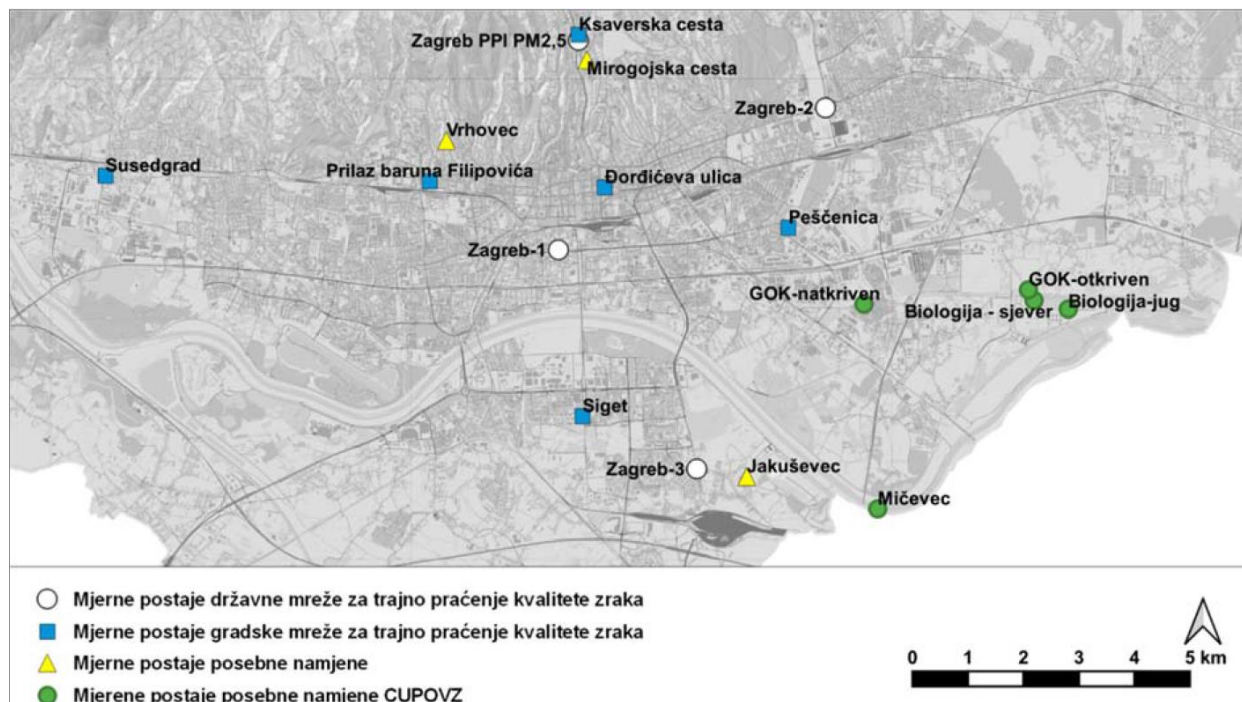 Ksaverska cesta
Zagreb PPI PM2,5
Mirogojska cesta
Zagreb-2
Vrhovec
Susedgrad
Prilaz baruna Filipovića
Đorđićeva ulica
Peščenica
Zagreb-1
GOK-otkriven
GOK-natkriven
Biologija - sjever
Biologija-jug
Siget
Zagreb-3
Jakuševec
Mičevec
Mjerne postaje državne mreže za trajno praćenje kvalitete zraka
Mjerne postaje gradske mreže za trajno praćenje kvalitete zraka
Mjerne postaje posebne namjene
Mjerene postaje posebne namjene CUPOVZ
0 1 2 3 4 5 km